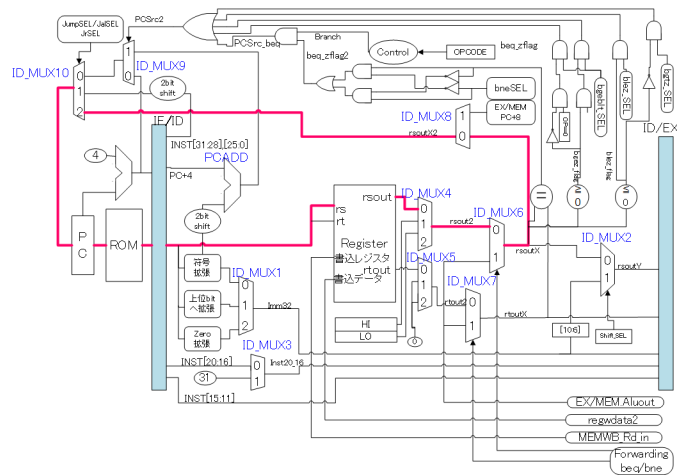 JumpSEL/JalSEL
JrSEL
PCSrc2
Branch
PCSrc_beq
beq_zflag2
Control
OPCODE
beq_zflag
ID_MUX10
0
1
2
0
1
ID_MUX9
2bit
shift
bneSEL
EX/MEM
PC+8
ID_MUX8
1
0
rsoutX2
bgebltt_SEL
blez_SEL
bgtz_SEL
OPin=0
bgez_flag
blez_flag
IF/ID
ID/EX
INST[31:28],[25:0]
PCADD
4
PC+4
P
C
ROM
2bit
shift
rs
rt
rsout
Register
書込レジスタ
rtout
書込データ
ID_MUX4
0
1
2
rsout2
ID_MUX6
0
1
rsoutX
=
0
0
ID_MUX2
0
1
rsoutY
ID_MUX5
0
1
2
rtout2
ID_MUX7
0
1
rtoutX
符号
拡張
上位bit
へ拡張
Zero
拡張
ID_MUX1
0
1
2
Imm32
HI
LO
0
[10:6]
Shift_SEL
ID_MUX3
0
1
INST[20:16]
Inst20_16
31
INST[15:11]
EX/MEM.Aluout
regwdata2
MEMWB_Rd_in
Forwarding
beq/bne